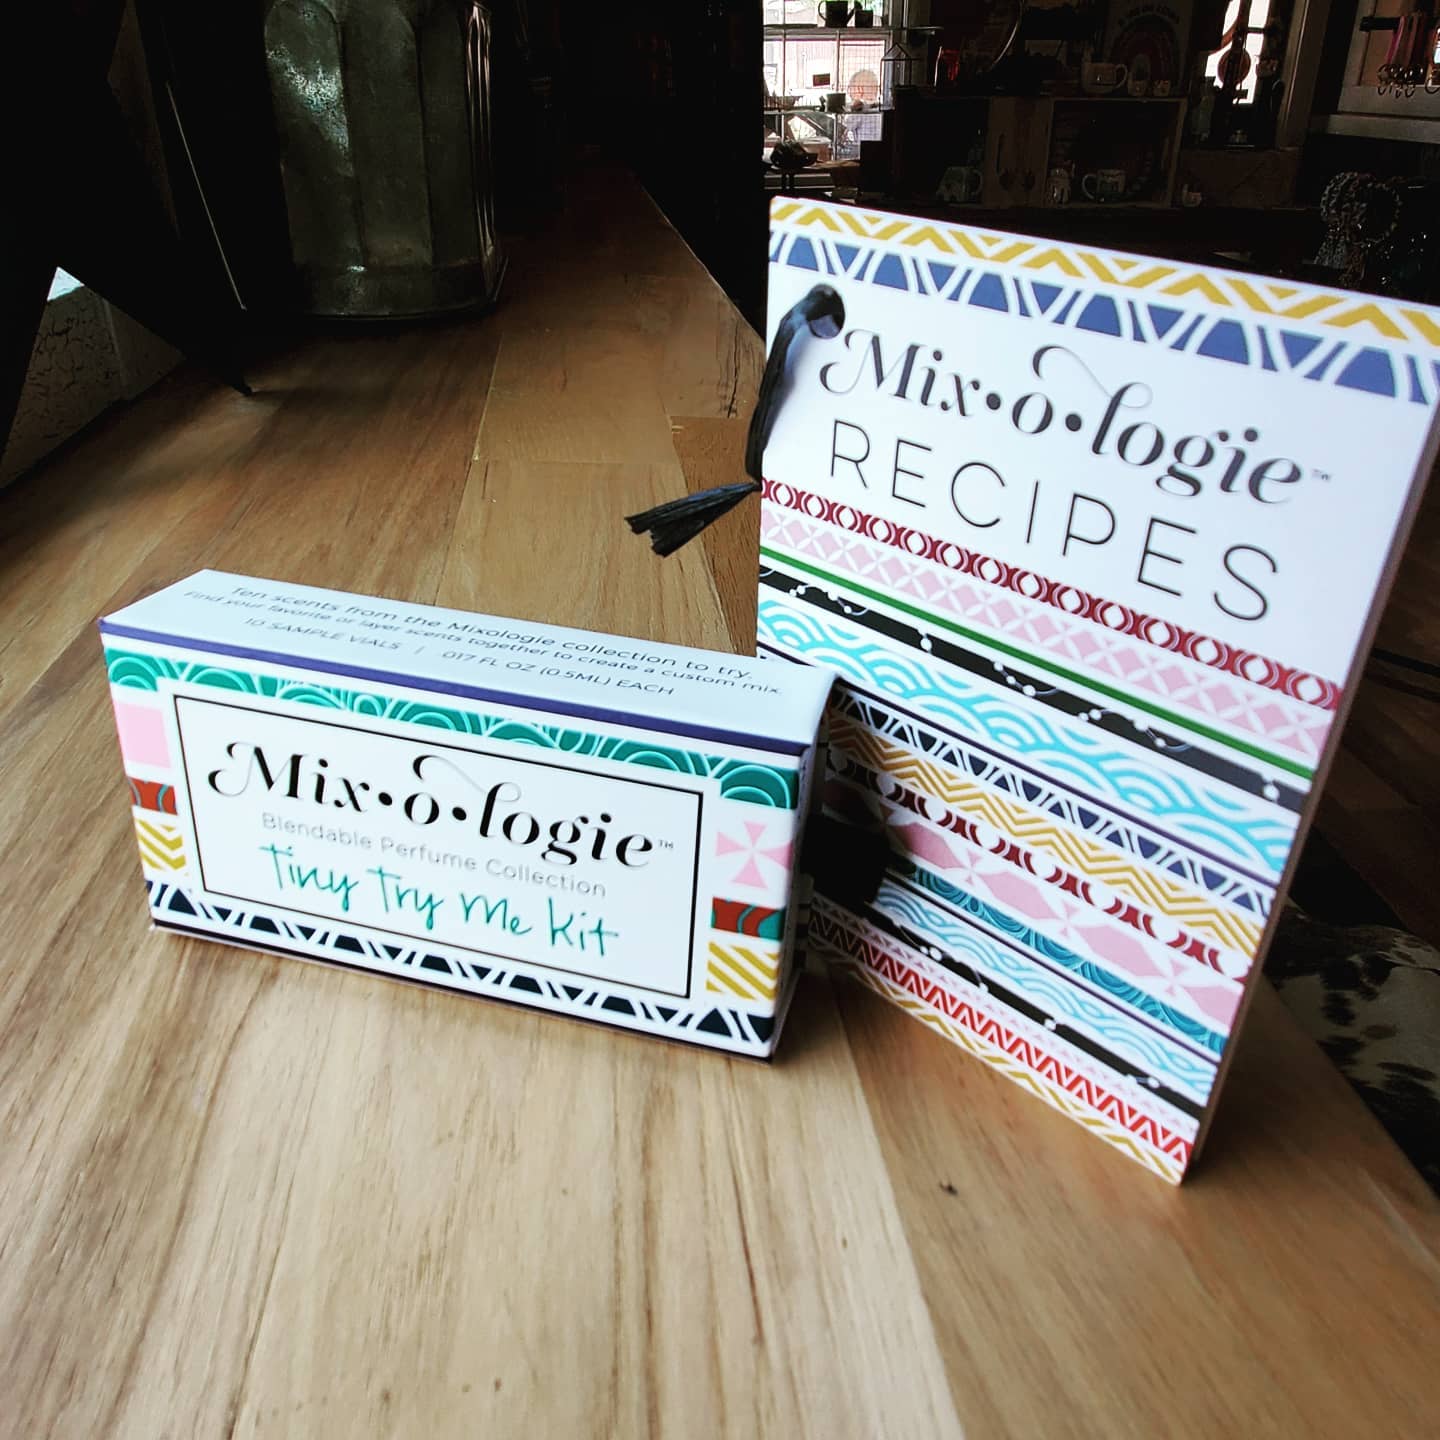 Mix•o•logie™
RECIPES
Ten scents from the Mixologie collection to try.
Find your favorite or layer scents together to create a custom mix.
10 SAMPLE VIALS | .017 FL OZ (0.5ML) EACH
Mix•o•logie™
Blendable Perfume Collection
Tiny Try Me Kit